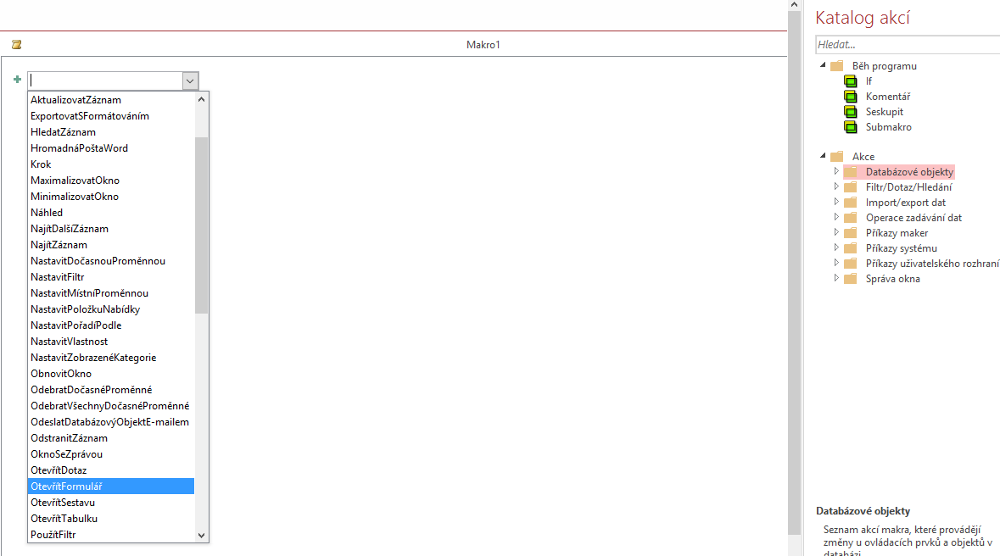 Makro1
AktualizovatZáznam
ExportovatSFormátováním
HledatZáznam
HromadnáPoštaWord
Krok
MaximalizovatOkno
MinimalizovatOkno
Náhled
NajítDalšíZáznam
NajítZáznam
NastavitDočasnouProměnnou
NastavitFiltr
NastavitMístníProměnnou
NastavitPoložkuNabídky
NastavitPořadíPodle
NastavitVlastnost
NastavitZobrazenéKategorie
ObnovitOkno
OdebratDočasnéProměnné
OdebratVšechnyDočasnéProměnné
OdeslatDatabázovýObjektE-mailem
OdstranitZáznam
OknoSeZprávou
OtevřítDotaz
OtevřítFormulář
OtevřítSestavu
OtevřítTabulku
PoužítFiltr
Katalog akcí
Hledat...
Běh programu
If
Komentář
Seskupit
Submakro
Akce
Databázové objekty
Filtr/Dotaz/Hledání
Import/export dat
Operace zadávání dat
Příkazy maker
Příkazy systému
Příkazy uživatelského rozhraní
Správa okna
Databázové objekty
Seznam akcí makra, které provádějí
změny u ovládacích prvků a objektů v
databázi.